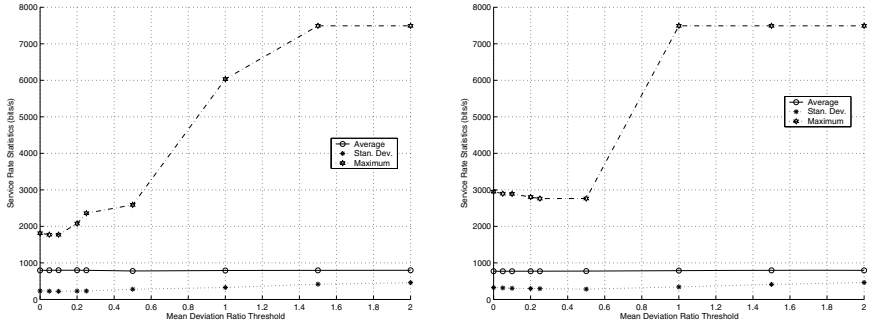 8000
7000
6000
5000
4000
3000
2000
1000
0
Service Rate Statistics (bits/s)
Average
Stan. Dev.
Maximum
0 0.2 0.4 0.6 0.8 1.0 1.2 1.4 1.6 1.8 2
Mean Deviation Ratio Threshold
8000
7000
6000
5000
4000
3000
2000
1000
0
Service Rate Statistics (bits/s)
Average
Stan. Dev.
Maximum
0 0.2 0.4 0.6 0.8 1.0 1.2 1.4 1.6 1.8 2
Mean Deviation Ratio Threshold